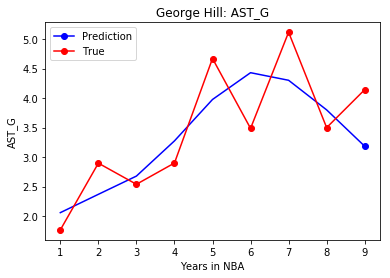 George Hill: AST_G
Prediction
True
AST_G
5.0
4.5
4.0
3.5
3.0
2.5
2.0
1 2 3 4 5 6 7 8 9
Years in NBA